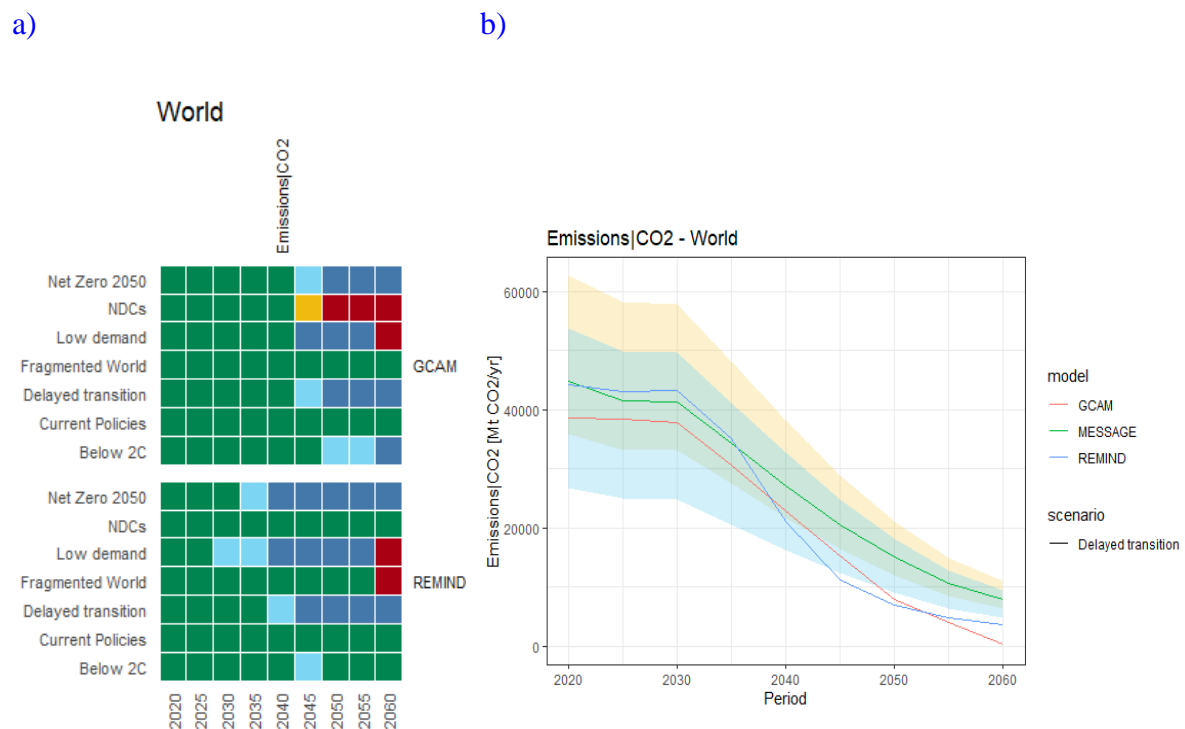 a)
b)
World
Emissions|CO2
Net Zero 2050
NDCs
Low demand
Fragmented World
Delayed transition
Current Policies
Below 2C
GCAM
Net Zero 2050
NDCs
Low demand
Fragmented World
Delayed transition
Current Policies
Below 2C
REMIND
2020 2025 2030 2035 2040 2045 2050 2055 2060
Emissions|CO2 - World
Emissions|CO2 [Mt CO2/yr]
60000
40000
20000
0
2020 2030 2040 2050 2060
Period
model
GCAM
MESSAGE
REMIND
scenario
Delayed transition